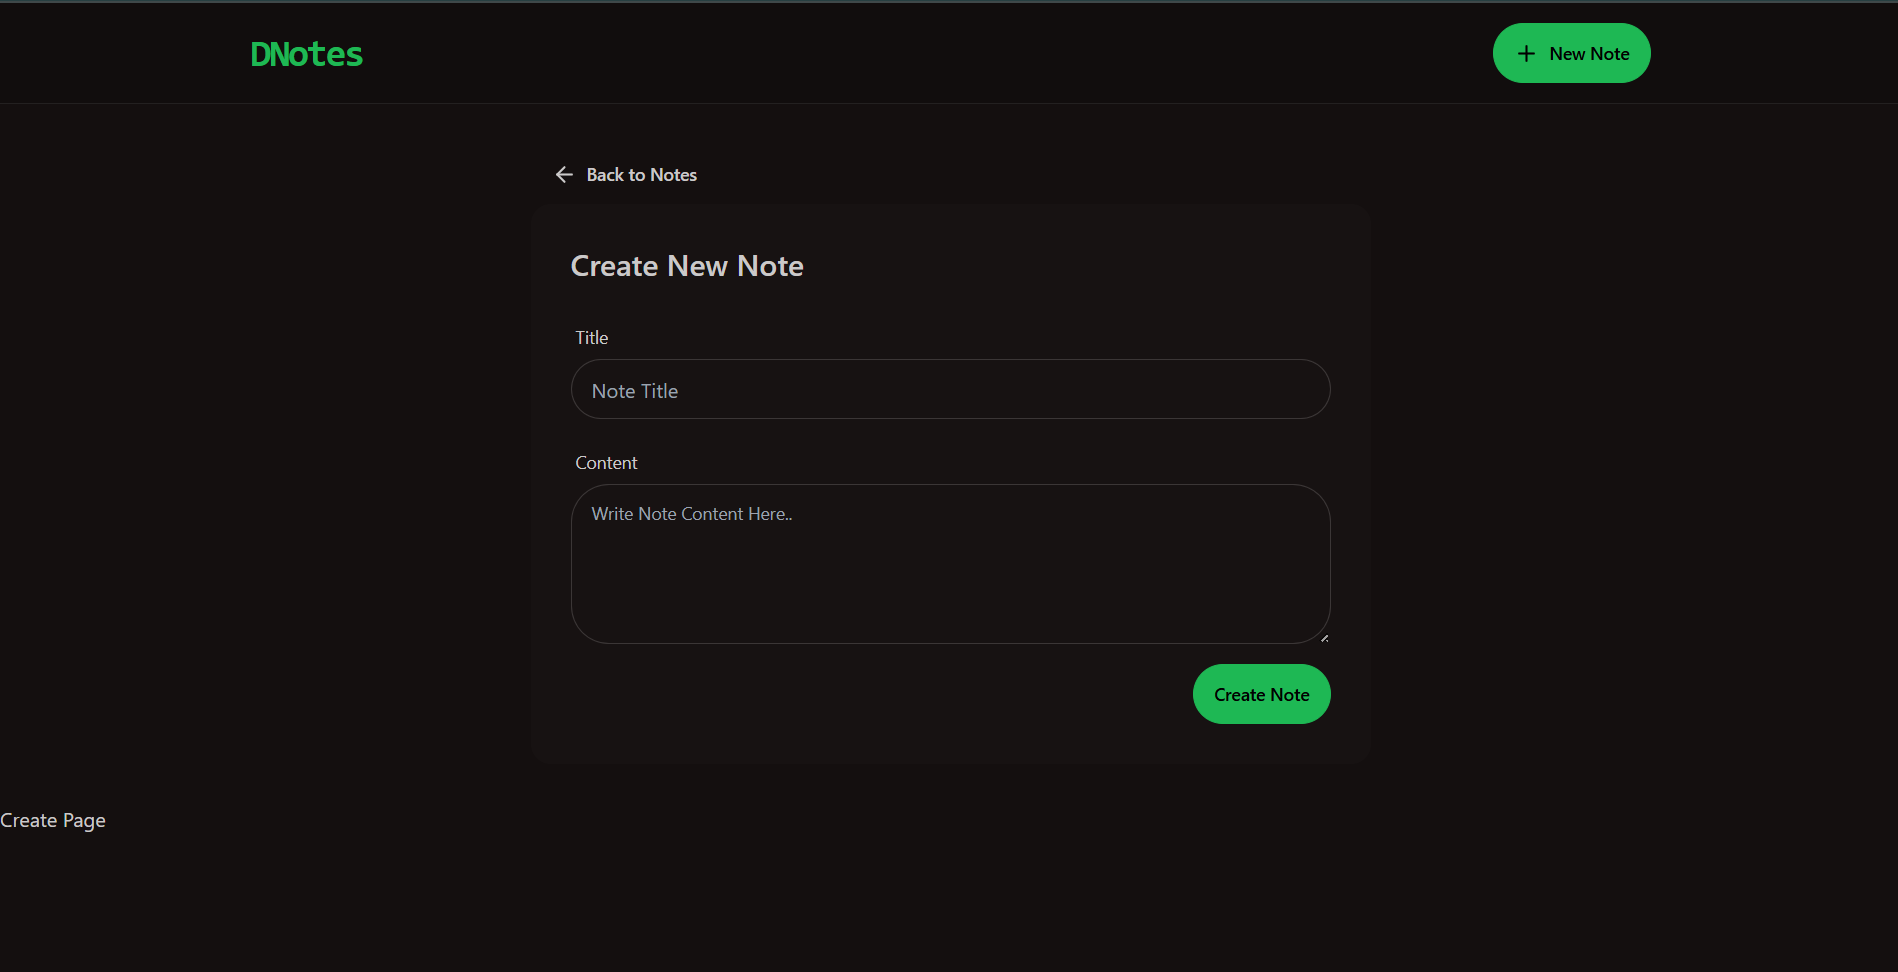 DNotes
New Note
Back to Notes
Create New Note
Title
Note Title
Content
Write Note Content Here..
Create Note
Create Page